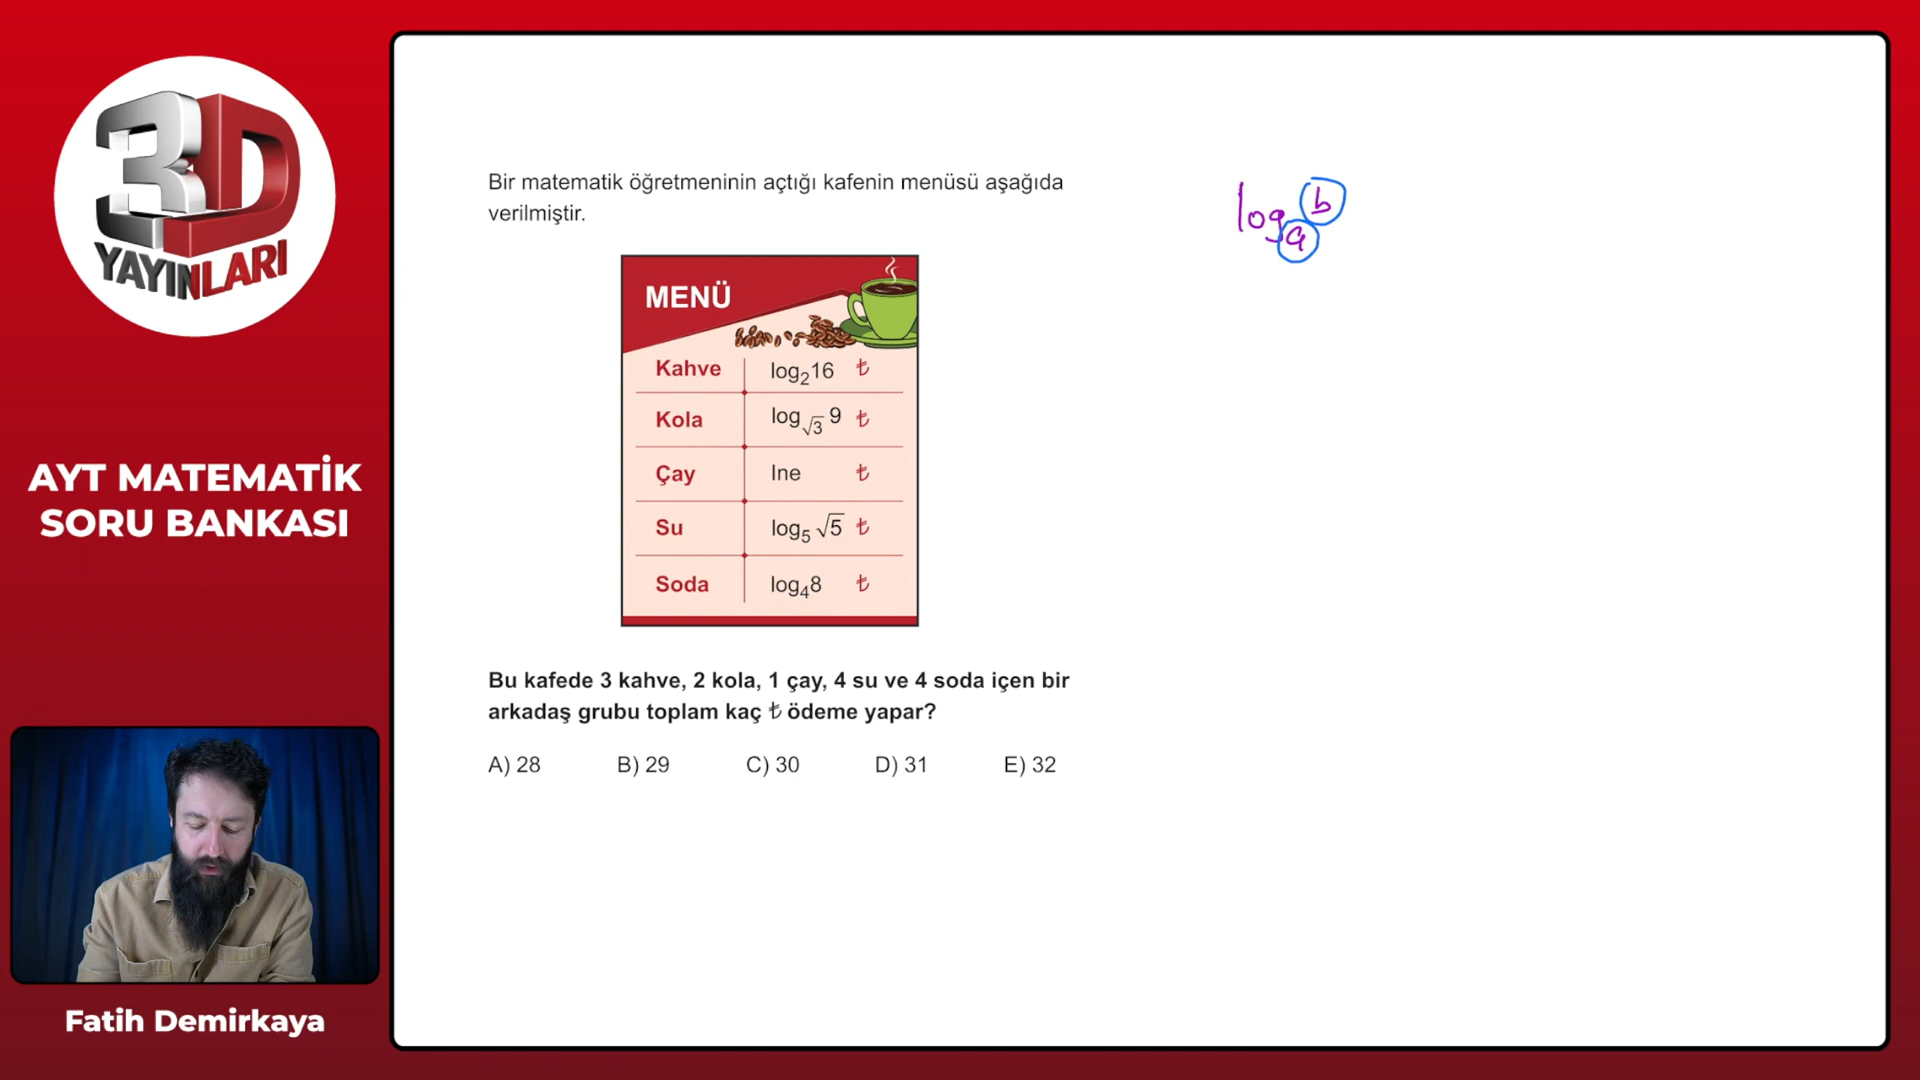 3D
YAYINLARI
AYT MATEMATİK
SORU BANKASI
Fatih Demirkaya
Bir matematik öğretmeninin açtığı kafenin menüsü aşağıda
verilmiştir.
MENÜ
Kahve log₂16 ₺
Kola log√3 9 ₺
Çay lne ₺
Su log₅ √5 ₺
Soda log₄8 ₺
Bu kafede 3 kahve, 2 kola, 1 çay, 4 su ve 4 soda içen bir
arkadaş grubu toplam kaç ₺ ödeme yapar?
A) 28 B) 29 C) 30 D) 31 E) 32
logₐ b